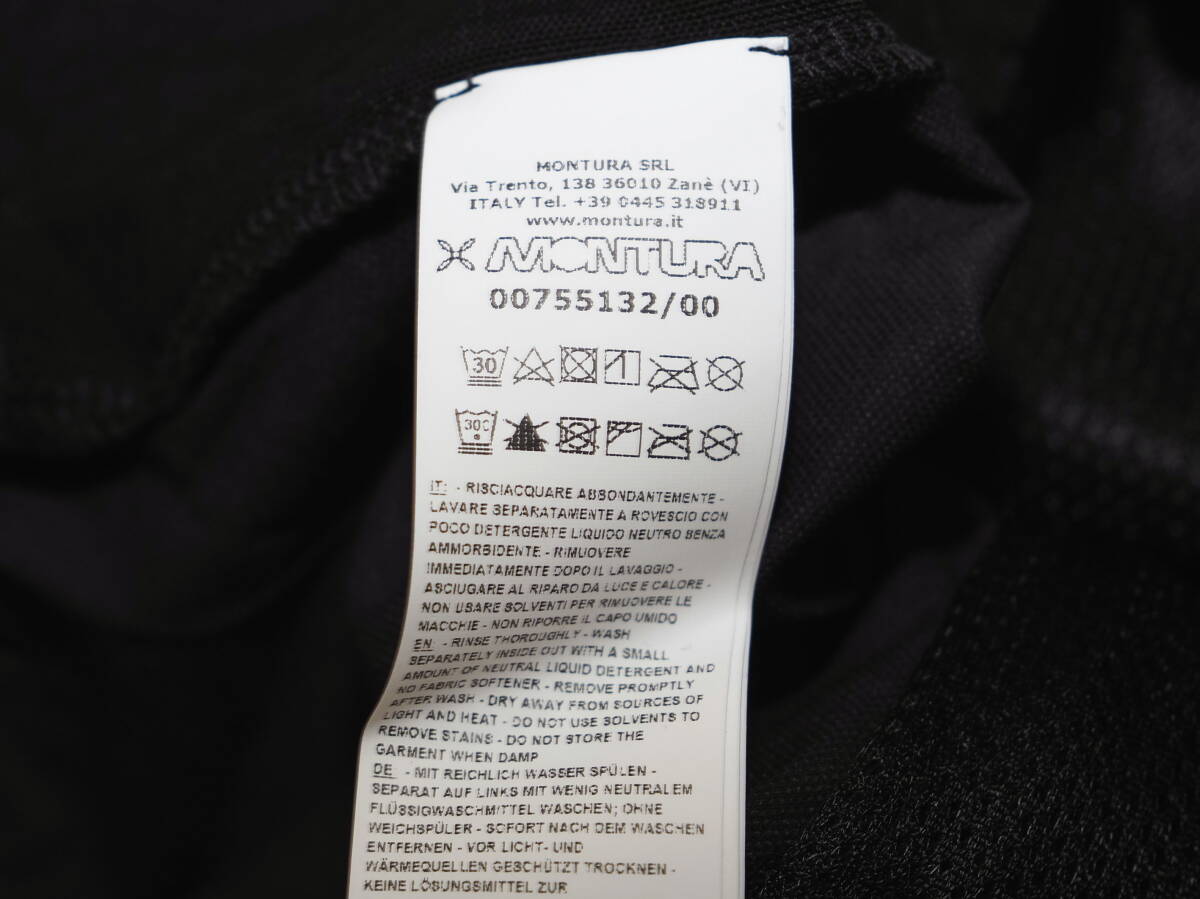 MONTURA SRL
Via Trento, 138 36010 Zanè (VI)
ITALY Tel. +39 0445 318911
www.montura.it
MONTURA
00755132/00
30
30C
IT: - RISCIACQUARE ABBONDANTEMENTE -
LAVARE SEPARATAMENTE A ROVESCIO CON
POCO DETERGENTE LIQUIDO NEUTRO SENZA
AMMORBIDENTE - RIMUOVERE
IMMEDIATAMENTE DOPO IL LAVAGGIO -
ASCIUGARE AL RIPARO DA LUCE E CALORE -
NON USARE SOLVENTI PER RIMUOVERE LE
MACCHIE - NON RIPORRE IL CAPO UMIDO
EN: - RINSE THOROUGHLY - WASH
SEPARATELY INSIDE OUT WITH A SMALL
AMOUNT OF NEUTRAL LIQUID DETERGENT AND
NO FABRIC SOFTENER - REMOVE PROMPTLY
AFTER WASH - DRY AWAY FROM SOURCES OF
LIGHT AND HEAT - DO NOT USE SOLVENTS TO
REMOVE STAINS - DO NOT STORE THE
GARMENT WHEN DAMP
DE: - MIT REICHLICH WASSER SPÜLEN -
SEPARAT AUF LINKS MIT WENIG NEUTRALEM
FLÜSSIGWASCHMITTEL WASCHEN; OHNE
WEICHSPÜLER - SOFORT NACH DEM WASCHEN
ENTFERNEN - VOR LICHT- UND
WÄRMEQUELLEN GESCHÜTZT TROCKNEN -
KEINE LÖSUNGSMITTEL ZUR